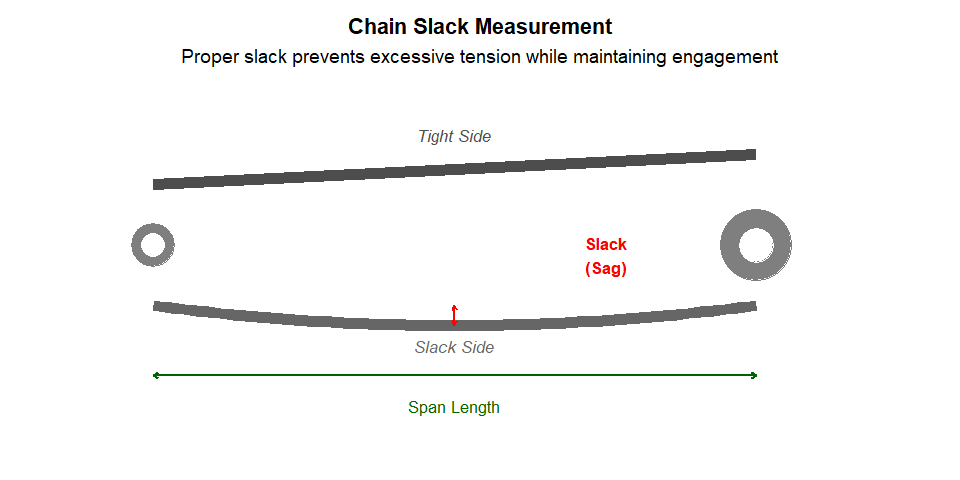 Chain Slack Measurement
Proper slack prevents excessive tension while maintaining engagement
Tight Side
Slack
(Sag)
Slack Side
Span Length